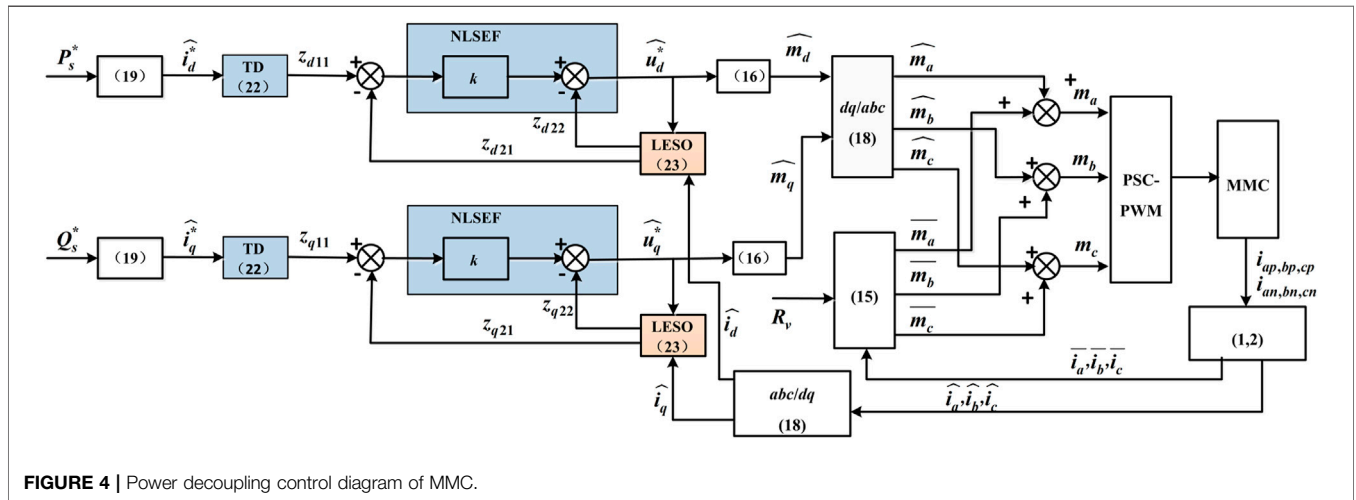 NLSEF
P_s^*
(19)
\widehat{i_d^*}
TD
(22)
z_{d11}
+
-
k
+
-
\widehat{u_d^*}
(16)
\widehat{m_d}
dq/abc
(18)
\widehat{m_a}
\widehat{m_b}
\widehat{m_c}
+
+
m_a
z_{d22}
z_{d21}
LESO
(23)
\widehat{m_q}
+
+
m_b
PSC-
PWM
MMC
NLSEF
Q_s^*
(19)
\widehat{i_q^*}
TD
(22)
z_{q11}
+
-
k
+
-
\widehat{u_q^*}
(16)
R_v
(15)
\overline{m_a}
\overline{m_b}
\overline{m_c}
+
+
m_c
i_{ap,bp,cp}
i_{an,bn,cn}
z_{q22}
z_{q21}
LESO
(23)
\widehat{i_d}
(1,2)
\overline{i_a},\overline{i_b},\overline{i_c}
\widehat{i_q}
abc/dq
(18)
\widehat{i_a},\widehat{i_b},\widehat{i_c}
FIGURE 4 | Power decoupling control diagram of MMC.